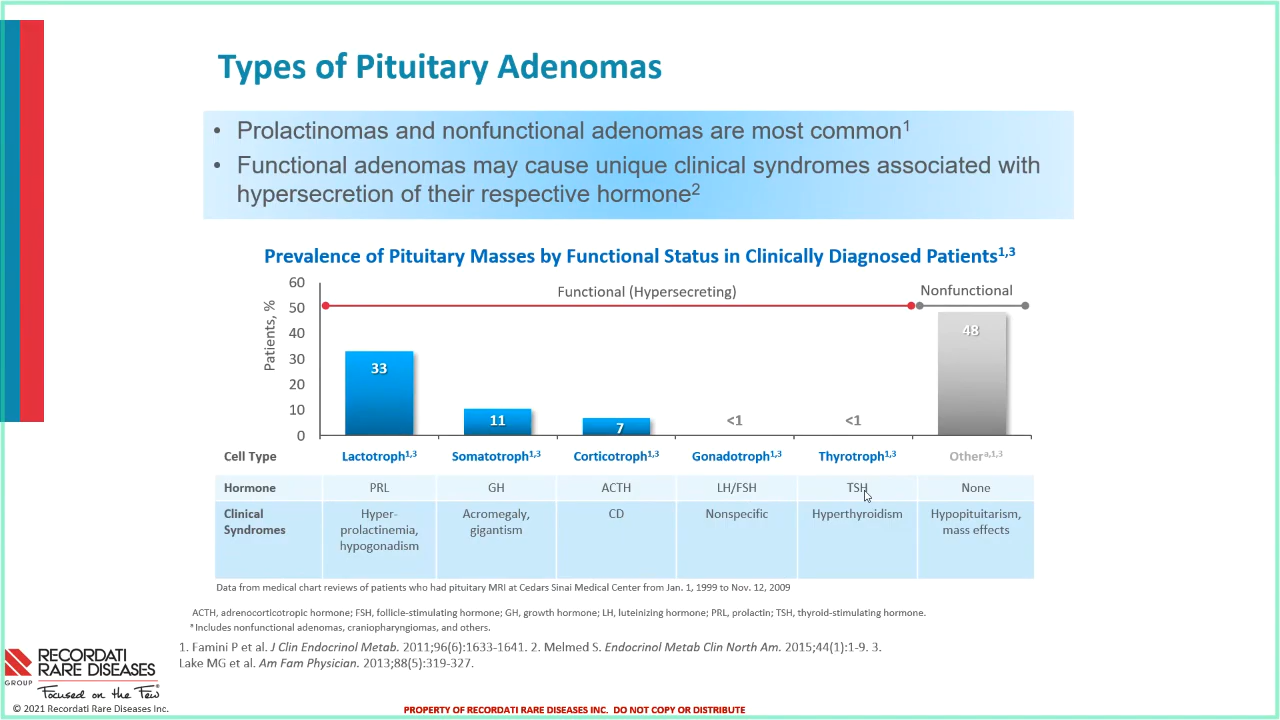 Types of Pituitary Adenomas
• Prolactinomas and nonfunctional adenomas are most common1
• Functional adenomas may cause unique clinical syndromes associated with
hypersecretion of their respective hormone2
Prevalence of Pituitary Masses by Functional Status in Clinically Diagnosed Patients1,3
Patients, %
60
50
40
30
20
10
0
Functional (Hypersecreting)
Nonfunctional
33
11
7
<1
<1
48
Cell Type Lactotroph1,3 Somatotroph1,3 Corticotroph1,3 Gonadotroph1,3 Thyrotroph1,3 Othera,1,3
Hormone PRL GH ACTH LH/FSH TSH None
Clinical Syndromes
Hyper-
prolactinemia,
hypogonadism
Acromegaly,
gigantism
CD
Nonspecific
Hyperthyroidism
Hypopituitarism,
mass effects
Data from medical chart reviews of patients who had pituitary MRI at Cedars Sinai Medical Center from Jan. 1, 1999 to Nov. 12, 2009
ACTH, adrenocorticotropic hormone; FSH, follicle-stimulating hormone; GH, growth hormone; LH, luteinizing hormone; PRL, prolactin; TSH, thyroid-stimulating hormone.
a Includes nonfunctional adenomas, craniopharyngiomas, and others.
1. Famini P et al. J Clin Endocrinol Metab. 2011;96(6):1633-1641. 2. Melmed S. Endocrinol Metab Clin North Am. 2015;44(1):1-9. 3.
Lake MG et al. Am Fam Physician. 2013;88(5):319-327.
RECORDATI
RARE DISEASES
GROUP
Focused on the Few®
© 2021 Recordati Rare Diseases Inc.
PROPERTY OF RECORDATI RARE DISEASES INC. DO NOT COPY OR DISTRIBUTE